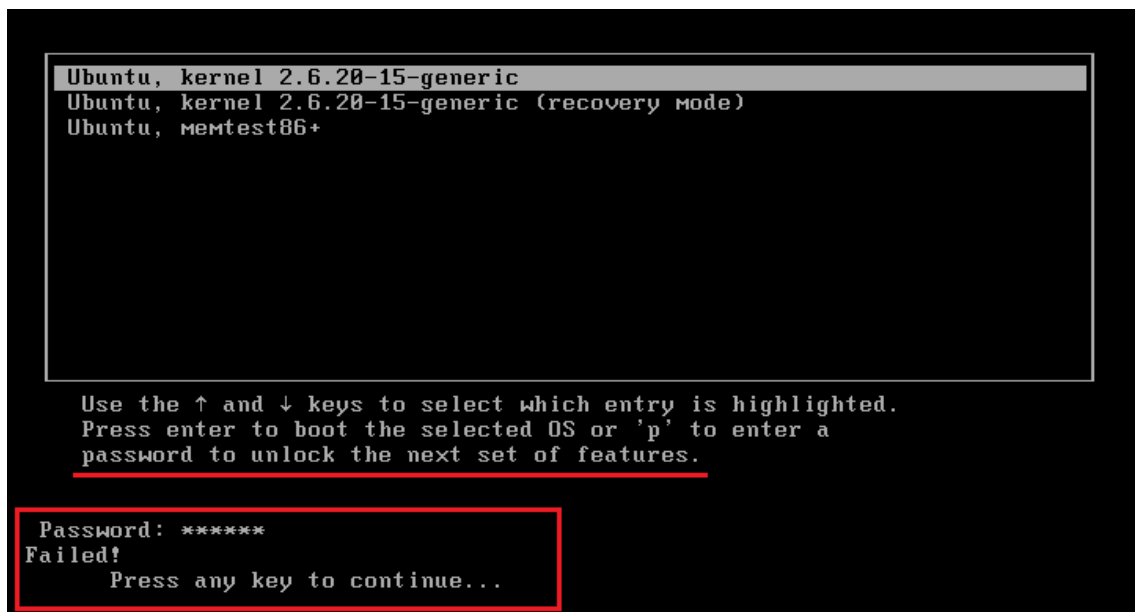 Ubuntu, kernel 2.6.20-15-generic
Ubuntu, kernel 2.6.20-15-generic (recovery mode)
Ubuntu, memtest86+
Use the ↑ and ↓ keys to select which entry is highlighted.
Press enter to boot the selected OS or 'p' to enter a
password to unlock the next set of features.
Password: ******
Failed!
Press any key to continue...